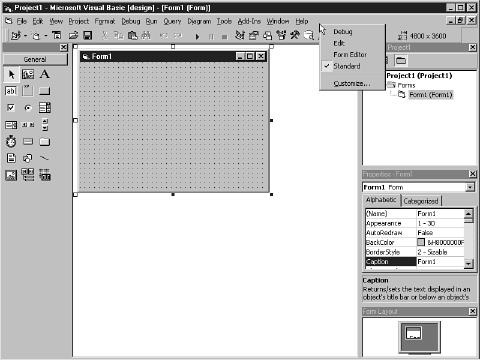 Project1 - Microsoft Visual Basic [design] - [Form1 (Form)]
File Edit View Project Format Debug Run Query Diagram Tools Add-Ins Window Help
4800 x 3600
Debug
Edit
Form Editor
Standard
Customize...
General
A
ab|
Form1
Project1
Project1 (Project1)
Forms
Form1 (Form1)
Properties - Form1
Form1 Form
Alphabetic Categorized
(Name) Form1
Appearance 1 - 3D
AutoRedraw False
BackColor &H8000000F
BorderStyle 2 - Sizable
Caption Form1
Caption
Returns/sets the text displayed in an
object's title bar or below an object's
Form Layout